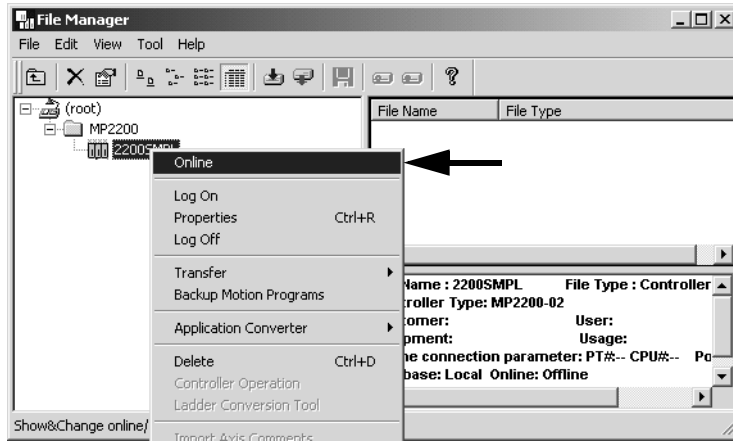 File Manager
File Edit View Tool Help
(root)
MP2200
File Name File Type
Online
Log On
Properties Ctrl+R
Log Off
Transfer
Backup Motion Programs
Application Converter
Delete Ctrl+D
Controller Operation
Ladder Conversion Tool
Import Axis Comments
Name : 2200SMPL File Type : Controller
troller Type: MP2200-02
tomer: User:
pment: Usage:
ne connection parameter: PT#:-- CPU#:-- Po
base: Local Online: Offline
Show&Change online/